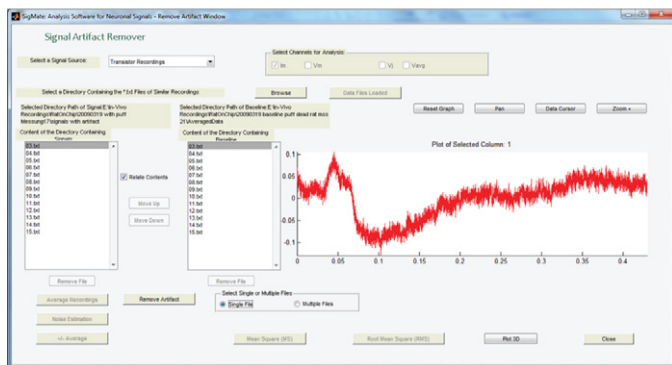 SigMate: Analysis Software for Neuronal Signals - Remove Artifact Window
Signal Artifact Remover
Select a Signal Source:
Transistor Recordings
Select Channels for Analysis:
Im
Vm
Vj
Vavg
Select a Directory Containing the *.txt Files of Similar Recordings
Browse
Data Files Loaded
Selected Directory Path of Signal:E:\In-Vivo
Recordings\RatOnChip\20090319 with puff
Messung17\signals with artifact
Selected Directory Path of Baseline:E:\In-Vivo
Recordings\RatOnChip\20090319 baseline puff dead rat mss
21\AveragedData
Reset Graph
Pan
Data Cursor
Zoom +
Content of the Directory Containing
Signals
Content of the Directory Containing
Baseline
03.txt
04.txt
05.txt
06.txt
07.txt
08.txt
09.txt
10.txt
11.txt
12.txt
13.txt
14.txt
15.txt
Relate Contents
Move Up
Move Down
03.txt
04.txt
05.txt
06.txt
07.txt
08.txt
09.txt
10.txt
11.txt
12.txt
13.txt
14.txt
15.txt
Plot of Selected Column: 1
0.1
0.05
0
-0.05
-0.1
0
0.05
0.1
0.15
0.2
0.25
0.3
0.35
0.4
Remove File
Remove File
Average Recordings
Remove Artifact
Select Single or Multiple Files
Single File
Multiple Files
Noise Estimation
+/- Average
Mean Square (MS)
Root Mean Square (RMS)
Plot 3D
Close